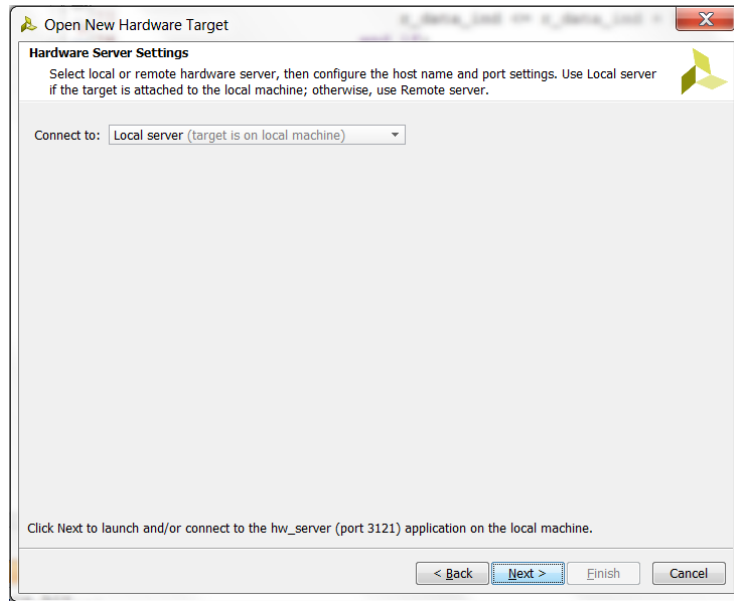 Open New Hardware Target
Hardware Server Settings
Select local or remote hardware server, then configure the host name and port settings. Use Local server
if the target is attached to the local machine; otherwise, use Remote server.
Connect to: Local server (target is on local machine)
Click Next to launch and/or connect to the hw_server (port 3121) application on the local machine.
< Back Next > Finish Cancel